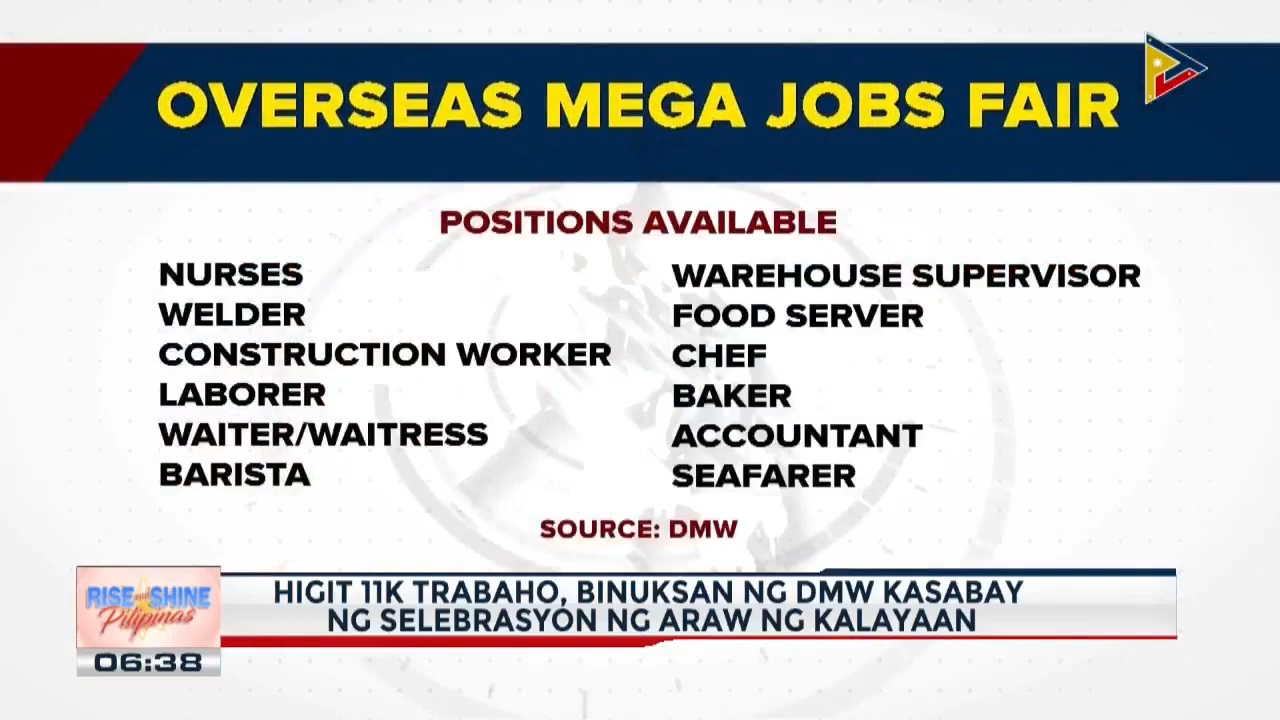 OVERSEAS MEGA JOBS FAIR
POSITIONS AVAILABLE
NURSES
WELDER
CONSTRUCTION WORKER
LABORER
WAITER/WAITRESS
BARISTA
WAREHOUSE SUPERVISOR
FOOD SERVER
CHEF
BAKER
ACCOUNTANT
SEAFARER
SOURCE: DMW
RISE AND SHINE
Pilipinas
06:38
HIGIT 11K TRABAHO, BINUKSAN NG DMW KASABAY
NG SELEBRASYON NG ARAW NG KALAYAAN